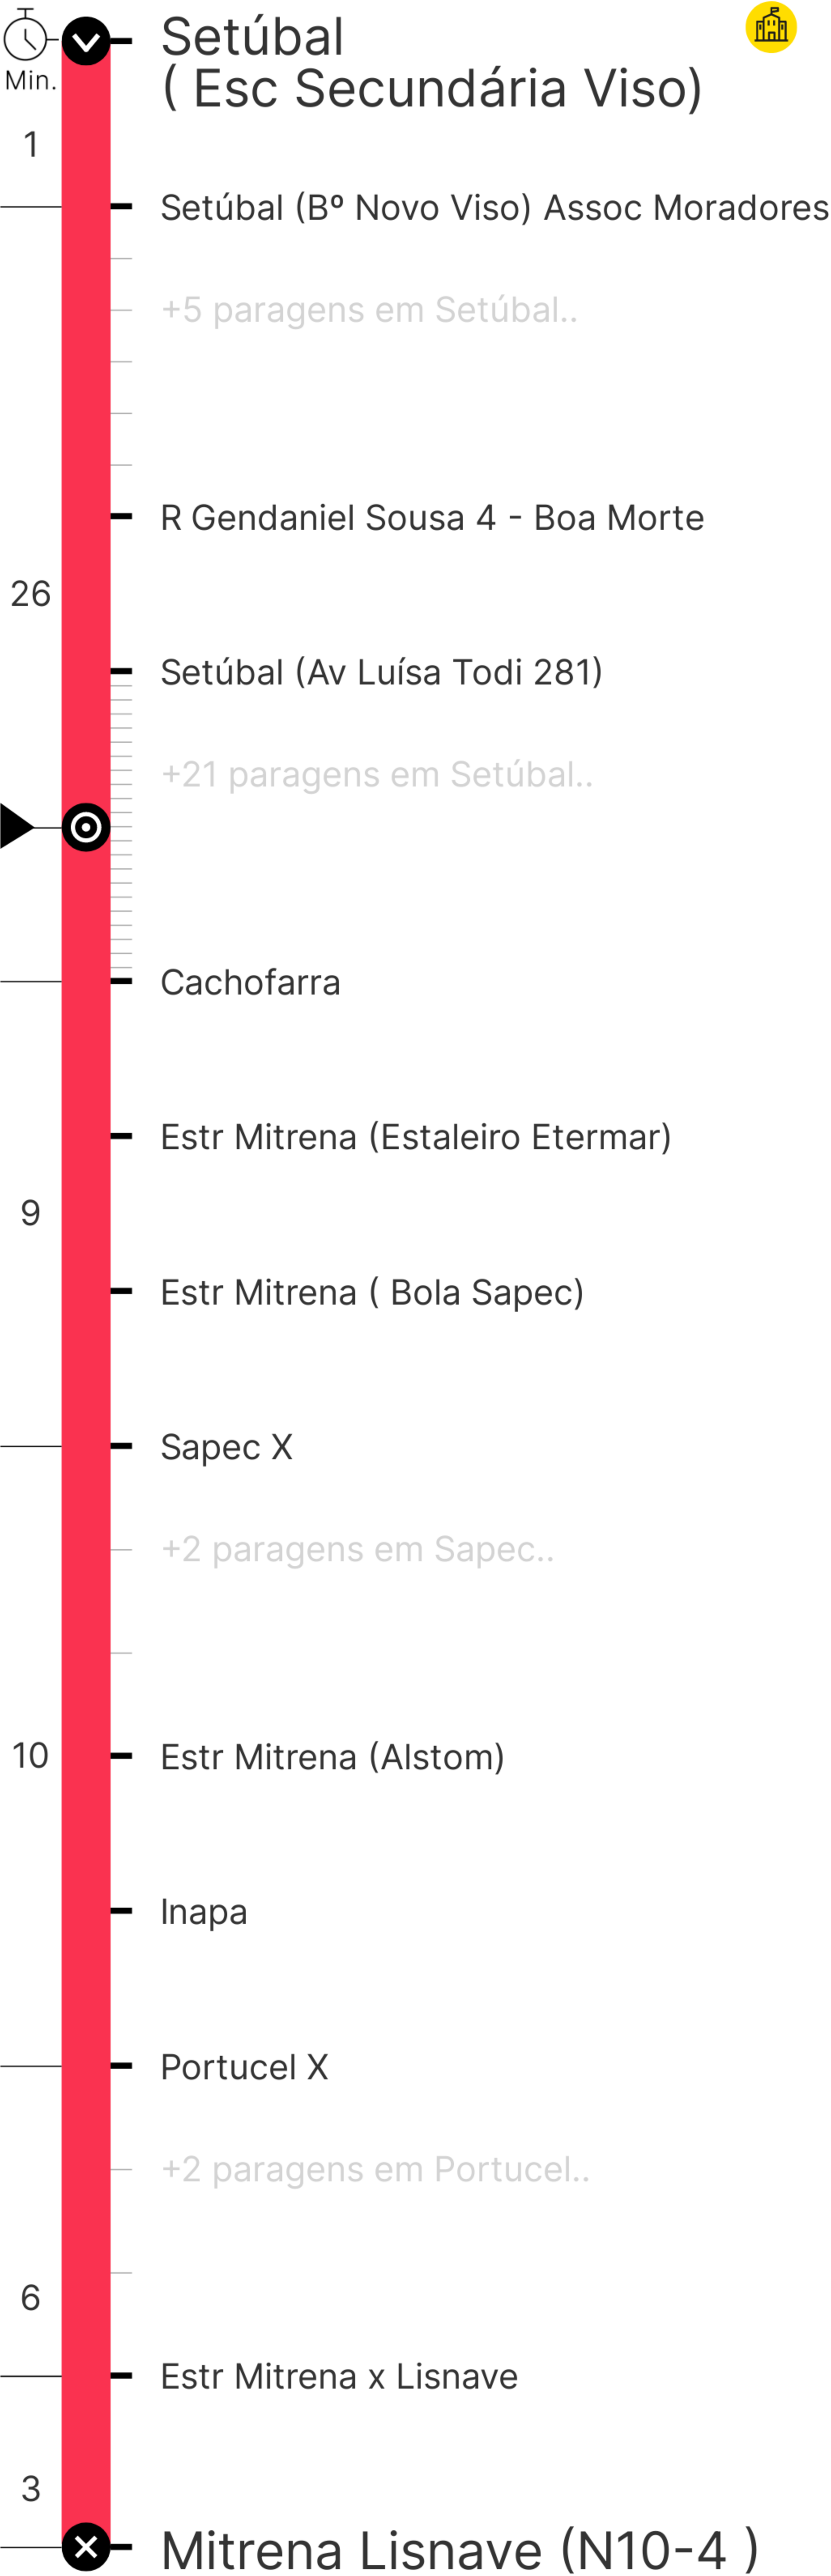 Setúbal
( Esc Secundária Viso)
Min.
1
Setúbal (Bº Novo Viso) Assoc Moradores
+5 paragens em Setúbal..
R Gendaniel Sousa 4 - Boa Morte
26
Setúbal (Av Luísa Todi 281)
+21 paragens em Setúbal..
Cachofarra
Estr Mitrena (Estaleiro Etermar)
9
Estr Mitrena ( Bola Sapec)
Sapec X
+2 paragens em Sapec..
10
Estr Mitrena (Alstom)
Inapa
Portucel X
+2 paragens em Portucel..
6
Estr Mitrena x Lisnave
3
Mitrena Lisnave (N10-4 )